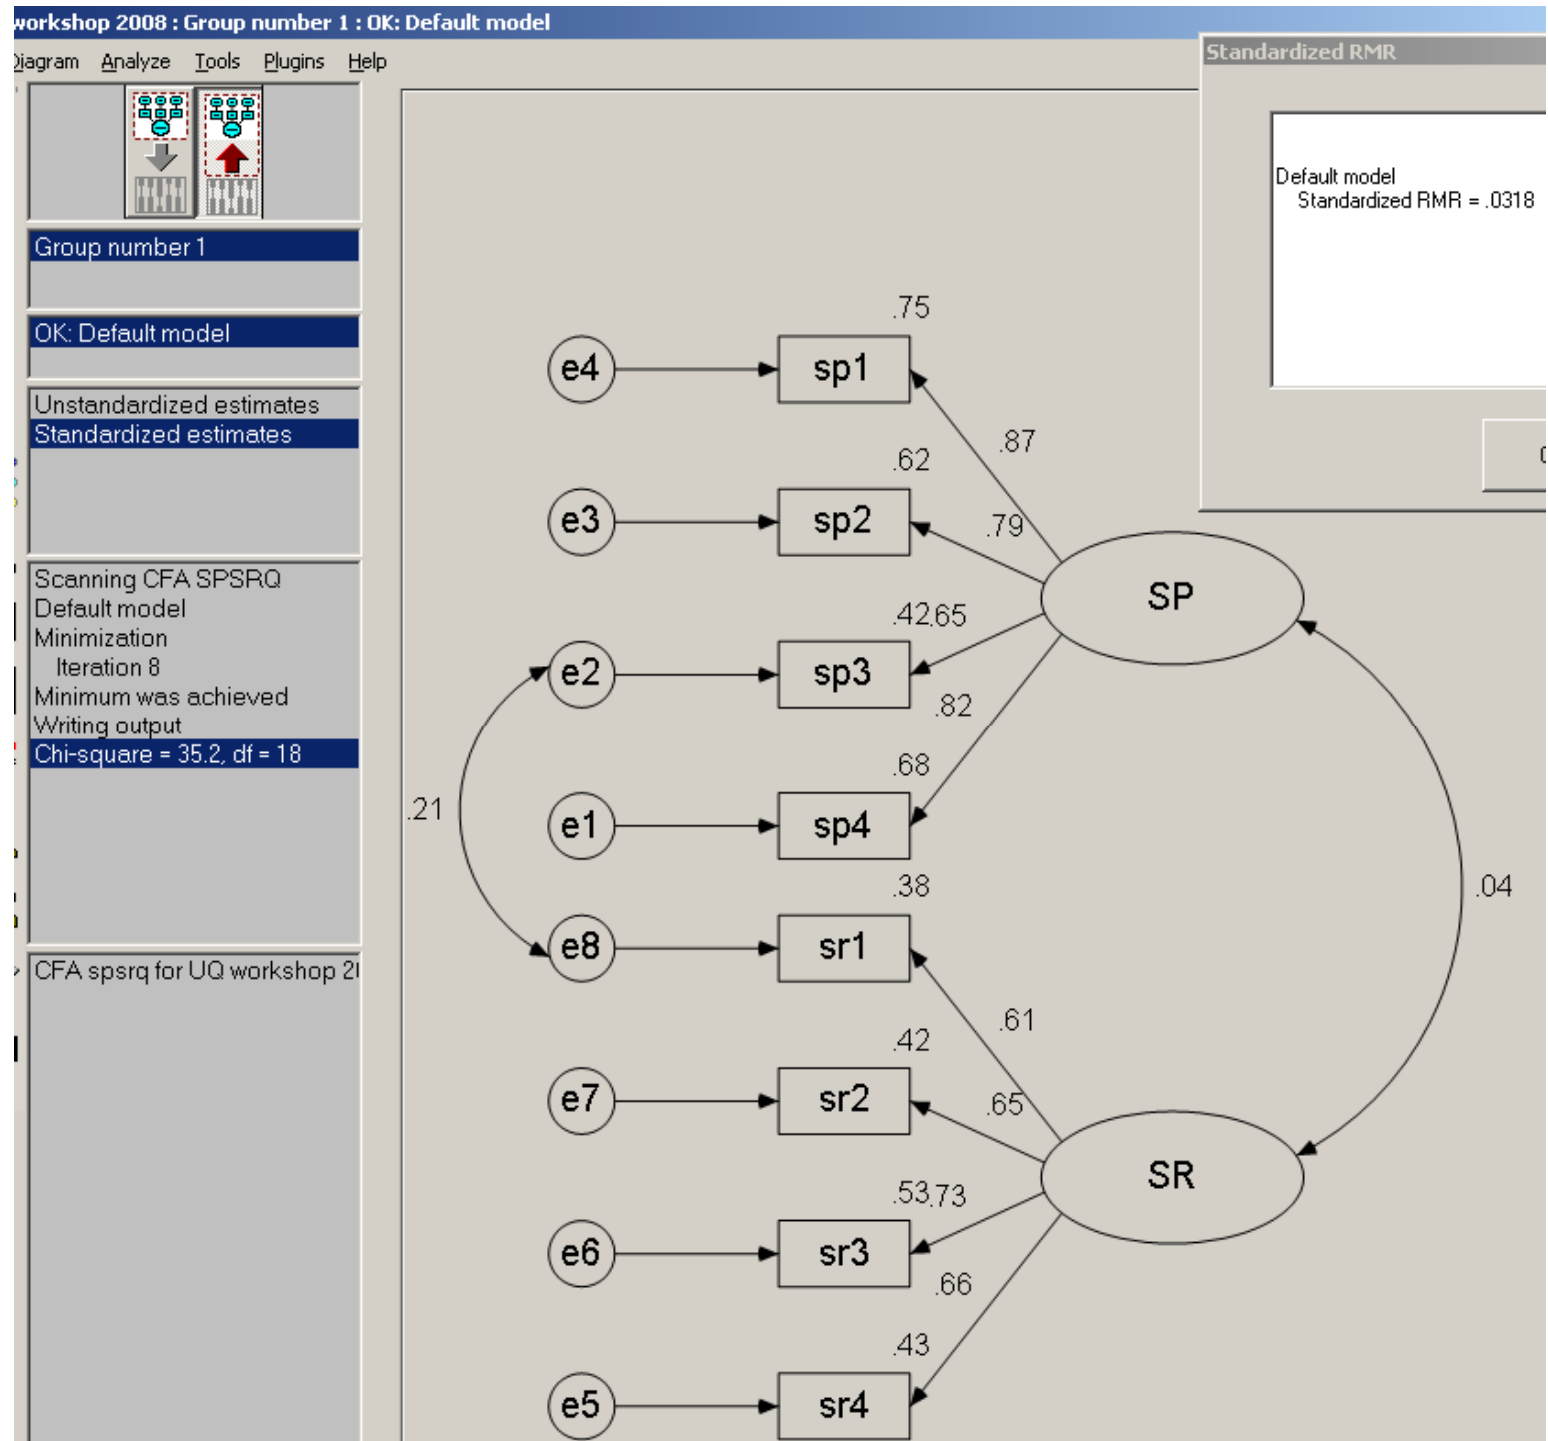 workshop 2008 : Group number 1 : OK: Default model
Diagram Analyze Tools Plugins Help
Standardized RMR
Default model
Standardized RMR = .0318
Group number 1
OK: Default model
Unstandardized estimates
Standardized estimates
Scanning CFA SPSRQ
Default model
Minimization
Iteration 8
Minimum was achieved
Writing output
Chi-square = 35.2, df = 18
CFA spsrq for UQ workshop
.75
e4 sp1
.87
.62
e3 sp2 .79
SP
.42 .65
e2 sp3
.82
.68
.21
e1 sp4
.38
.04
e8 sr1
.61
.42
e7 sr2 .65
SR
.53 .73
e6 sr3
.66
.43
e5 sr4